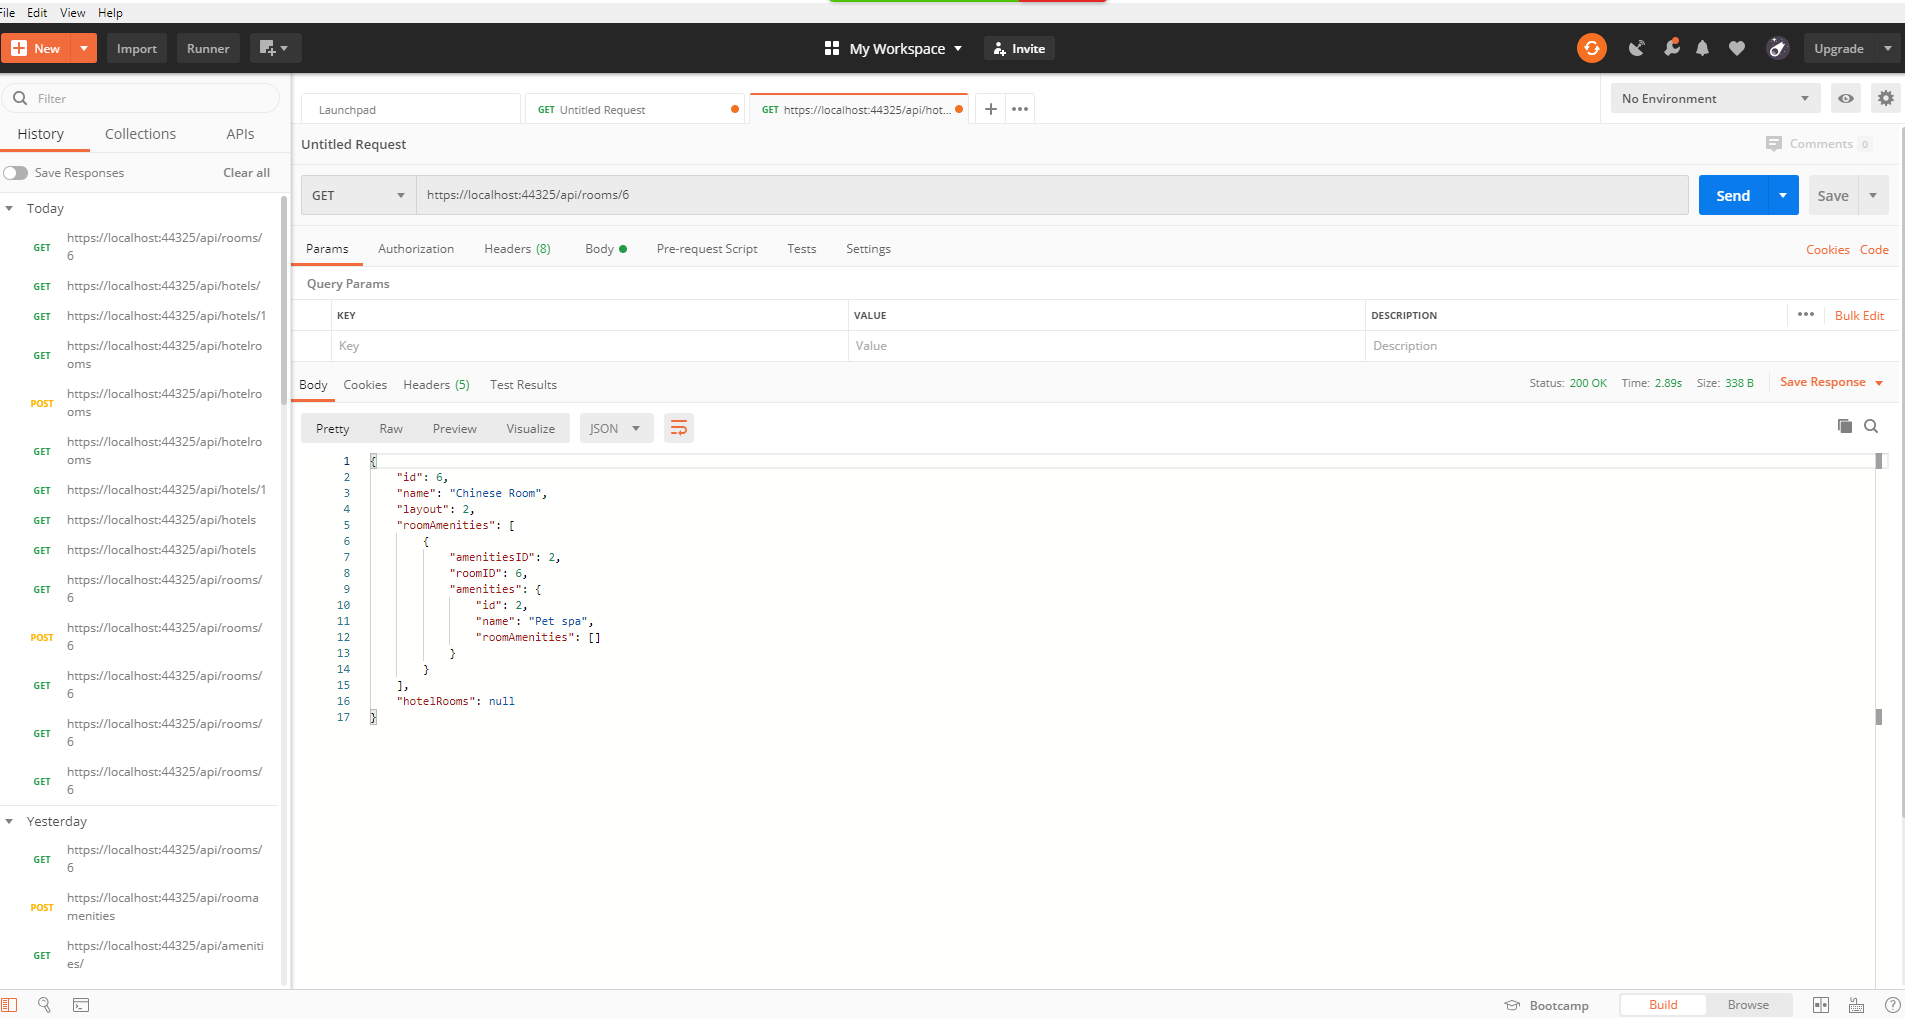 File Edit View Help
New Import Runner My Workspace Invite Upgrade
Filter
History Collections APIs
Save Responses Clear all
Today
GET https://localhost:44325/api/rooms/
6
GET https://localhost:44325/api/hotels/
GET https://localhost:44325/api/hotels/1
GET https://localhost:44325/api/hotelro
oms
POST https://localhost:44325/api/hotelro
oms
GET https://localhost:44325/api/hotelro
oms
GET https://localhost:44325/api/hotels/1
GET https://localhost:44325/api/hotels
GET https://localhost:44325/api/hotels
GET https://localhost:44325/api/rooms/
6
POST https://localhost:44325/api/rooms/
6
GET https://localhost:44325/api/rooms/
6
GET https://localhost:44325/api/rooms/
6
GET https://localhost:44325/api/rooms/
6
Yesterday
GET https://localhost:44325/api/rooms/
6
POST https://localhost:44325/api/rooma
menities
GET https://localhost:44325/api/ameniti
es/
Launchpad GET Untitled Request GET https://localhost:44325/api/hot... No Environment
Untitled Request Comments 0
GET https://localhost:44325/api/rooms/6 Send Save
Params Authorization Headers (8) Body Pre-request Script Tests Settings Cookies Code
Query Params
KEY VALUE DESCRIPTION Bulk Edit
Key Value Description
Body Cookies Headers (5) Test Results Status: 200 OK Time: 2.89s Size: 338 B Save Response
Pretty Raw Preview Visualize JSON
1 {
2 "id": 6,
3 "name": "Chinese Room",
4 "layout": 2,
5 "roomAmenities": [
6 {
7 "amenitiesID": 2,
8 "roomID": 6,
9 "amenities": {
10 "id": 2,
11 "name": "Pet spa",
12 "roomAmenities": []
13 }
14 }
15 ],
16 "hotelRooms": null
17 }
Bootcamp Build Browse